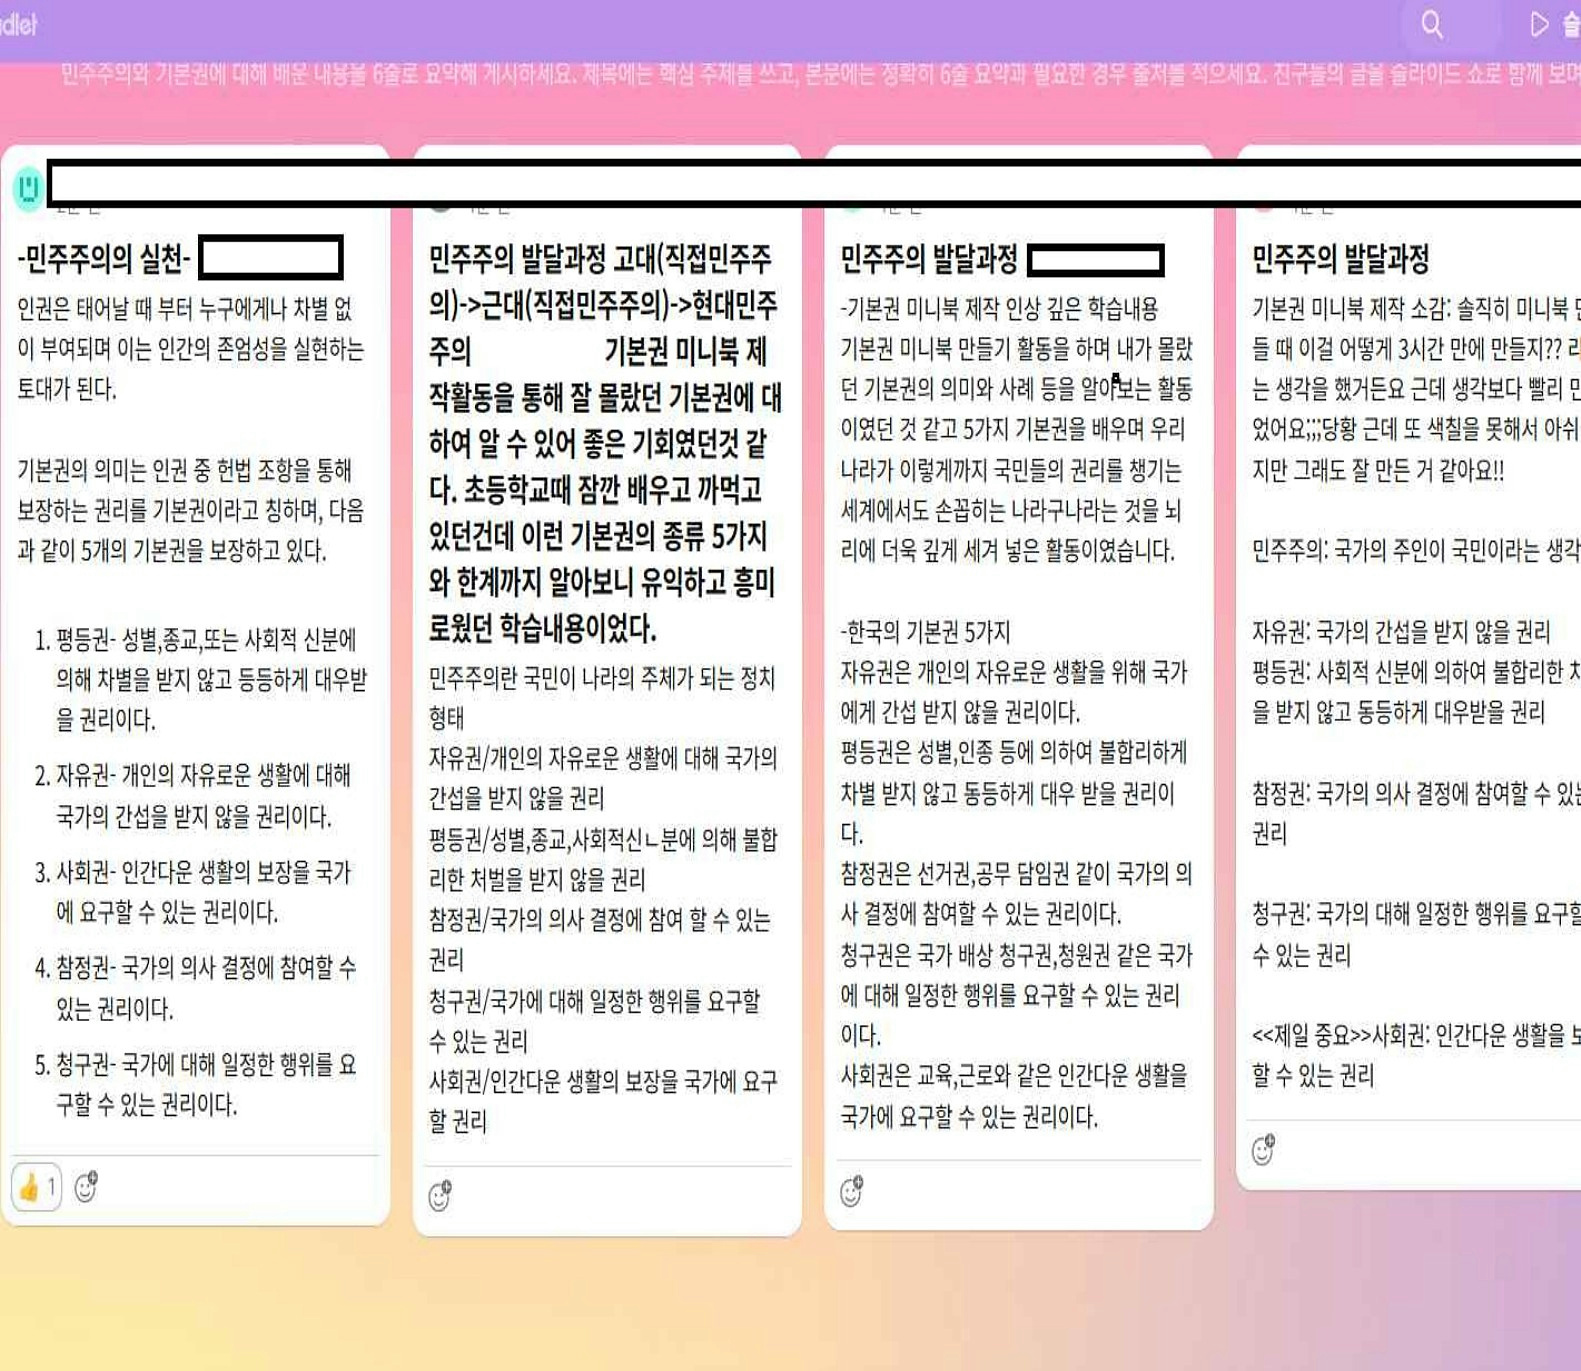 민주주의와 기본권에 대해 배운 내용을 6줄로 요약해 게시하세요. 제목에는 핵심 주제를 쓰고, 본문에는 정확히 6줄 요약과 필요한 경우 출처를 적으세요. 친구들의 글을 슬라이드 쇼로 함께 보며
-민주주의의 실천-
인권은 태어날 때 부터 누구에게나 차별 없
이 부여되며 이는 인간의 존엄성을 실현하는
토대가 된다.
기본권의 의미는 인권 중 헌법 조항을 통해
보장하는 권리를 기본권이라고 칭하며, 다음
과 같이 5개의 기본권을 보장하고 있다.
1. 평등권- 성별,종교,또는 사회적 신분에
의해 차별을 받지 않고 등등하게 대우받
을 권리이다.
2. 자유권- 개인의 자유로운 생활에 대해
국가의 간섭을 받지 않을 권리이다.
3. 사회권- 인간다운 생활의 보장을 국가
에 요구할 수 있는 권리이다.
4. 참정권- 국가의 의사 결정에 참여할 수
있는 권리이다.
5. 청구권- 국가에 대해 일정한 행위를 요
구할 수 있는 권리이다.
1
민주주의 발달과정 고대(직접민주주
의)->근대(직접민주주의)->현대민주
주의 기본권 미니북 제
작활동을 통해 잘 몰랐던 기본권에 대
하여 알 수 있어 좋은 기회였던것 같
다. 초등학교때 잠깐 배우고 까먹고
있던건데 이런 기본권의 종류 5가지
와 한계까지 알아보니 유익하고 흥미
로웠던 학습내용이었다.
민주주의란 국민이 나라의 주체가 되는 정치
형태
자유권/개인의 자유로운 생활에 대해 국가의
간섭을 받지 않을 권리
평등권/성별,종교,사회적신ㄴ분에 의해 불합
리한 처벌을 받지 않을 권리
참정권/국가의 의사 결정에 참여 할 수 있는
권리
청구권/국가에 대해 일정한 행위를 요구할
수 있는 권리
사회권/인간다운 생활의 보장을 국가에 요구
할 권리
민주주의 발달과정
-기본권 미니북 제작 인상 깊은 학습내용
기본권 미니북 만들기 활동을 하며 내가 몰랐
던 기본권의 의미와 사례 등을 알아보는 활동
이였던 것 같고 5가지 기본권을 배우며 우리
나라가 이렇게까지 국민들의 권리를 챙기는
세계에서도 손꼽히는 나라구나라는 것을 뇌
리에 더욱 깊게 세겨 넣은 활동이였습니다.
-한국의 기본권 5가지
자유권은 개인의 자유로운 생활을 위해 국가
에게 간섭 받지 않을 권리이다.
평등권은 성별,인종 등에 의하여 불합리하게
차별 받지 않고 동등하게 대우 받을 권리이
다.
참정권은 선거권,공무 담임권 같이 국가의 의
사 결정에 참여할 수 있는 권리이다.
청구권은 국가 배상 청구권,청원권 같은 국가
에 대해 일정한 행위를 요구할 수 있는 권리
이다.
사회권은 교육,근로와 같은 인간다운 생활을
국가에 요구할 수 있는 권리이다.
민주주의 발달과정
기본권 미니북 제작 소감: 솔직히 미니북
들 때 이걸 어떻게 3시간 만에 만들지??
는 생각을 했거든요 근데 생각보다 빨리
었어요;;;당황 근데 또 색칠을 못해서 아쉬
지만 그래도 잘 만든 거 같아요!!
민주주의: 국가의 주인이 국민이라는 생각
자유권: 국가의 간섭을 받지 않을 권리
평등권: 사회적 신분에 의하여 불합리한
을 받지 않고 동등하게 대우받을 권리
참정권: 국가의 의사 결정에 참여할 수 있는
권리
청구권: 국가의 대해 일정한 행위를 요구할
수 있는 권리
<<제일 중요>>사회권: 인간다운 생활을
할 수 있는 권리